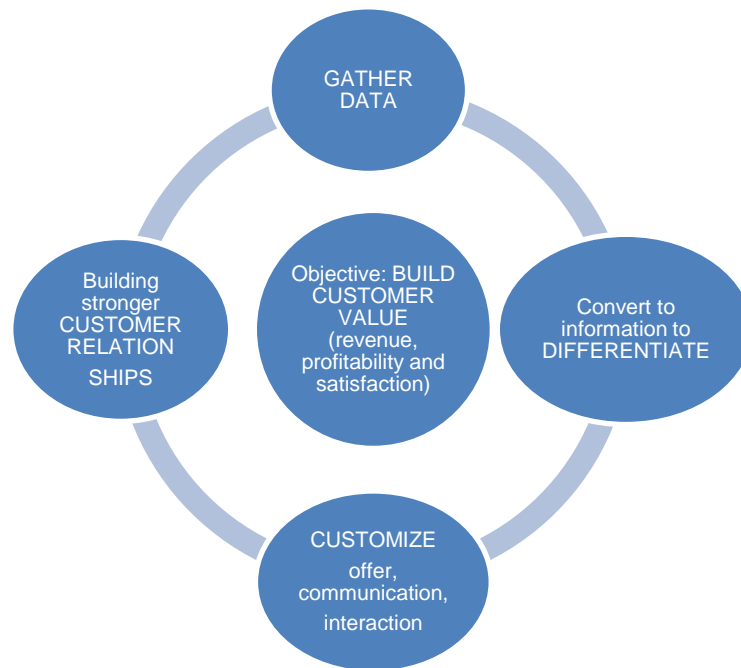 GATHER
DATA
Building
stronger
CUSTOMER
RELATION
SHIPS
Objective: BUILD
CUSTOMER
VALUE
(revenue,
profitability and
satisfaction)
Convert to
information to
DIFFERENTIATE
CUSTOMIZE
offer,
communication,
interaction